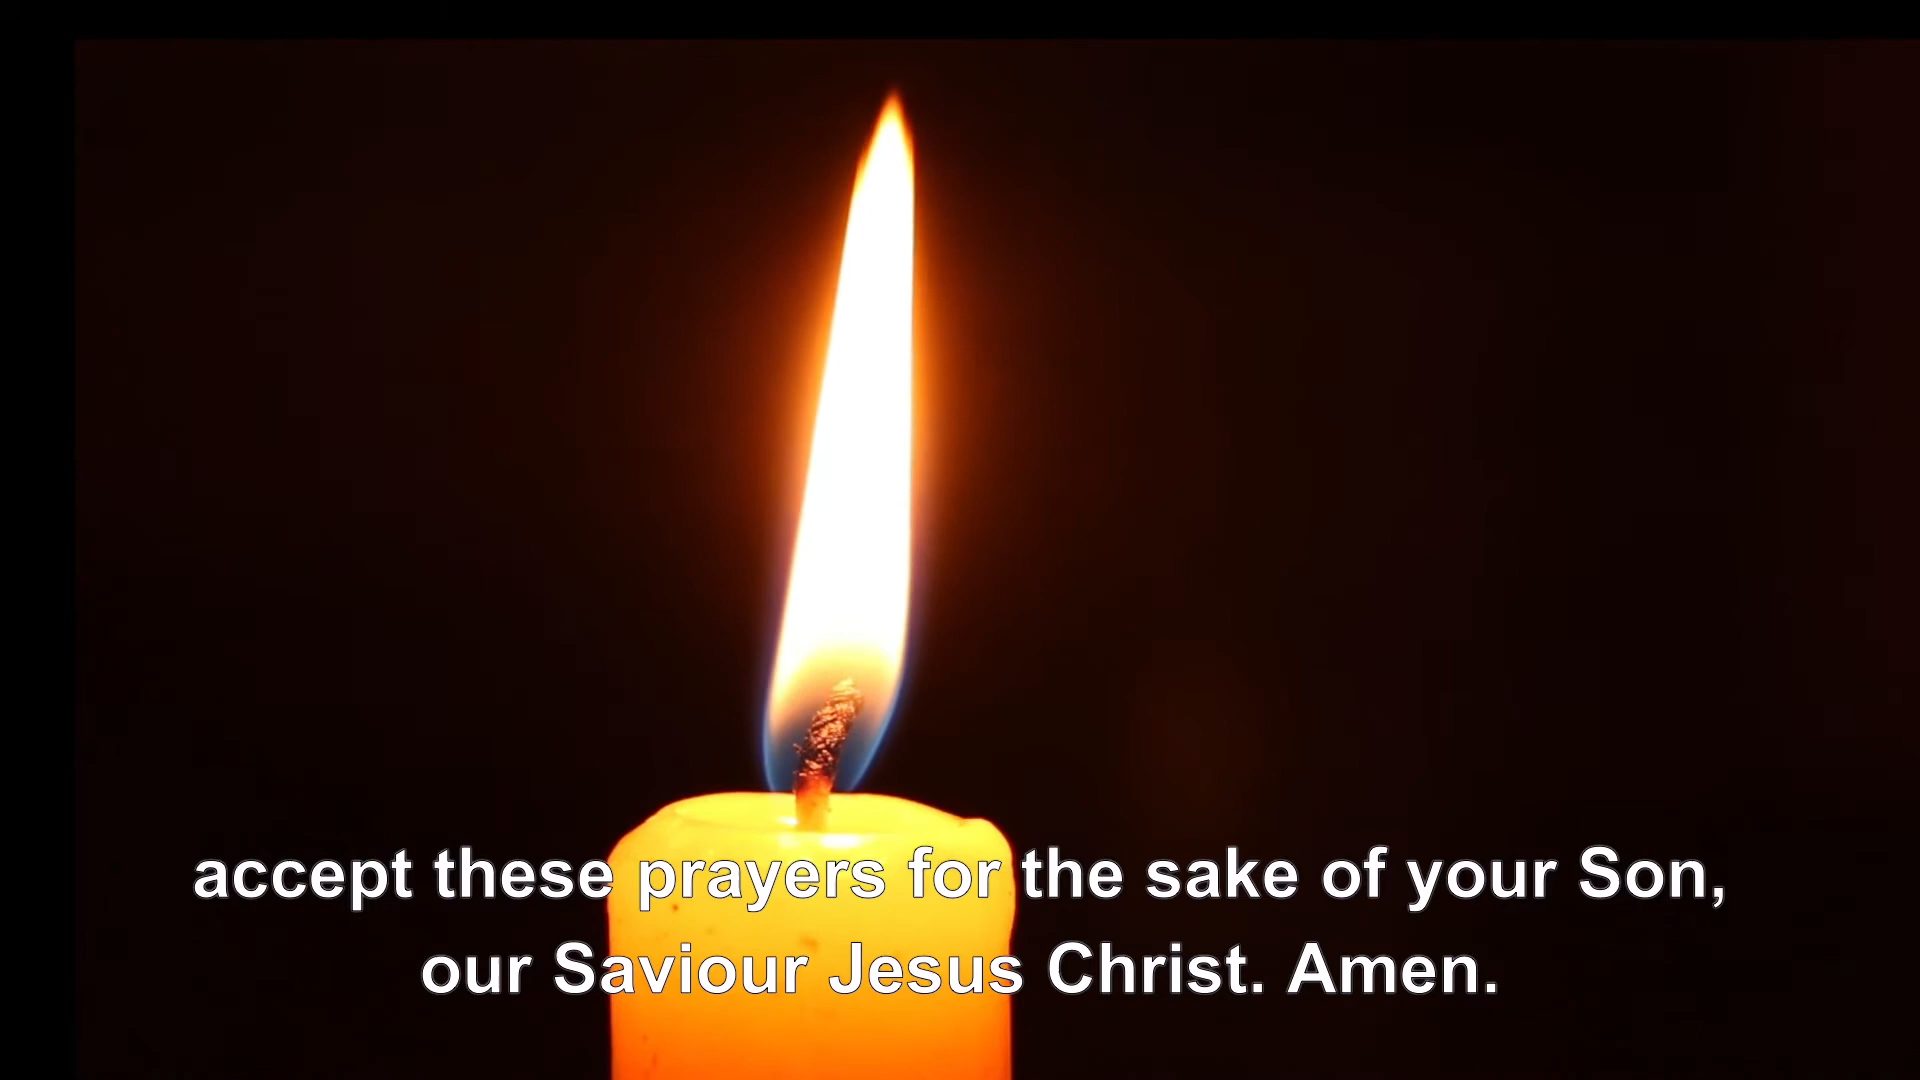 accept these prayers for the sake of your Son,
our Saviour Jesus Christ. Amen.